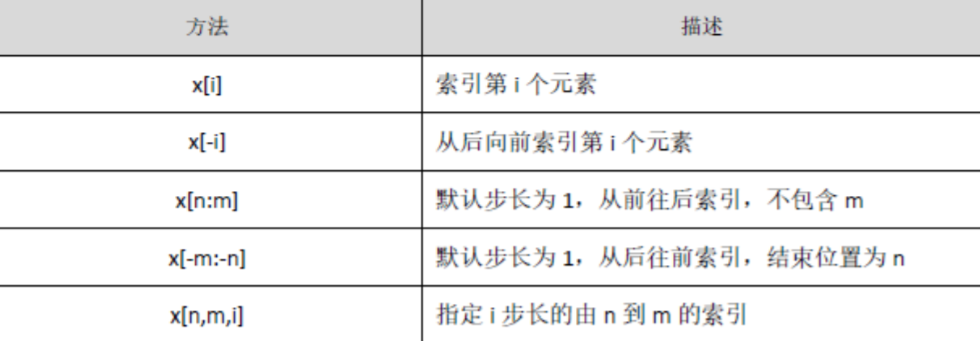 方法 描述
x[i] 索引第 i 个元素
x[-i] 从后向前索引第 i 个元素
x[n:m] 默认步长为 1，从前往后索引，不包含 m
x[-m:-n] 默认步长为 1，从后往前索引，结束位置为 n
x[n,m,i] 指定 i 步长的由 n 到 m 的索引